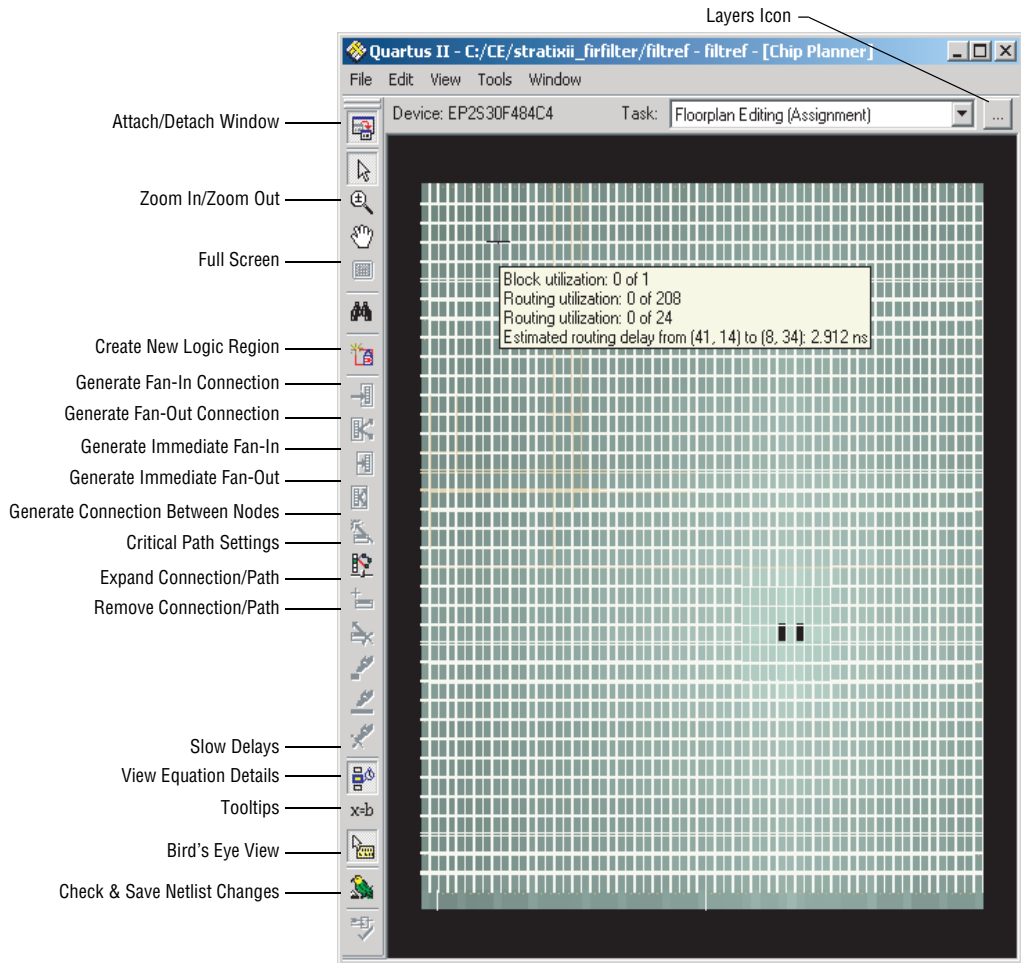 Layers Icon
Quartus II - C:/CE/stratixii_firfilter/filtref - filtref - [Chip Planner]
File Edit View Tools Window
Device: EP2S30F484C4 Task: Floorplan Editing (Assignment) ...
Attach/Detach Window
Zoom In/Zoom Out
Full Screen
Block utilization: 0 of 1
Routing utilization: 0 of 208
Routing utilization: 0 of 24
Estimated routing delay from (41, 14) to (8, 34): 2.912 ns
Create New Logic Region
Generate Fan-In Connection
Generate Fan-Out Connection
Generate Immediate Fan-In
Generate Immediate Fan-Out
Generate Connection Between Nodes
Critical Path Settings
Expand Connection/Path
Remove Connection/Path
Slow Delays
View Equation Details
Tooltips
x=b
Bird's Eye View
Check & Save Netlist Changes